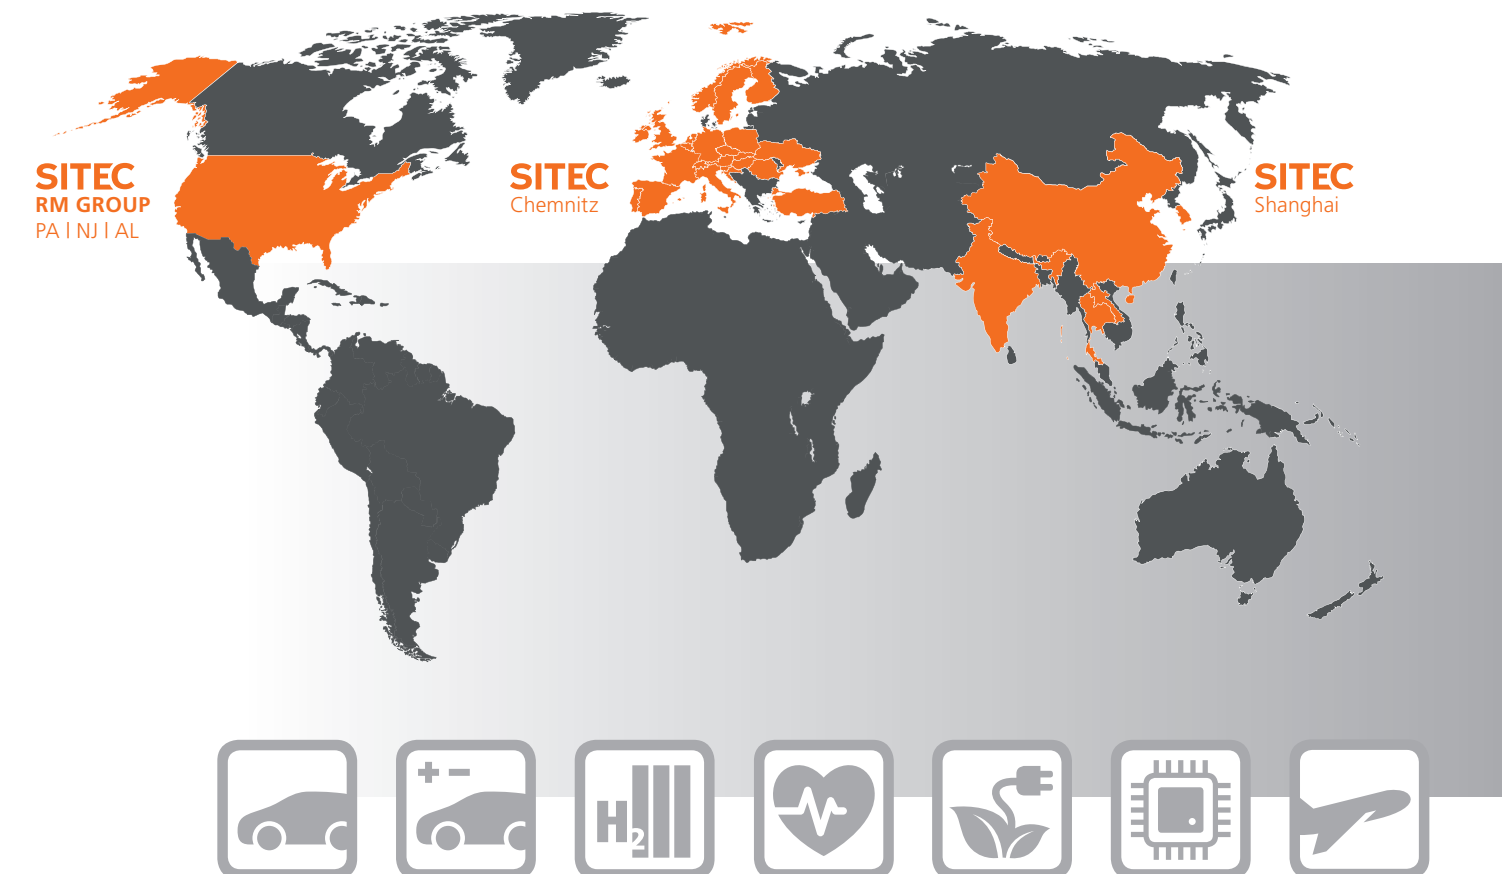 SITEC
RM GROUP
PA | NJ | AL
SITEC
Chemnitz
SITEC
Shanghai
+ −
H2